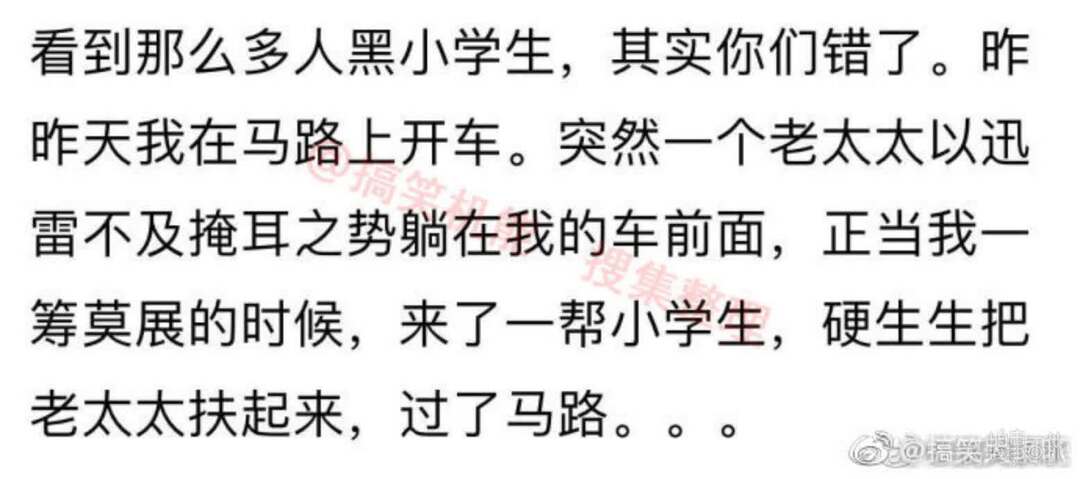 看到那么多人黑小学生，其实你们错了。昨
昨天我在马路上开车。突然一个老太太以迅
雷不及掩耳之势躺在我的车前面，正当我一
筹莫展的时候，来了一帮小学生，硬生生把
老太太扶起来，过了马路。。。
@搞笑机
搜集整理
@搞笑